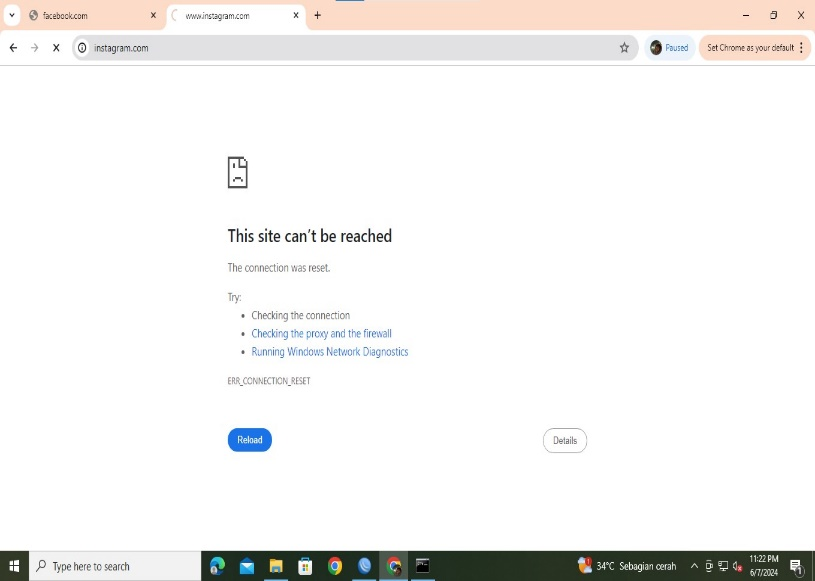 facebook.com
www.instagram.com
instagram.com
Paused
Set Chrome as your default
This site can't be reached
The connection was reset.
Try:
Checking the connection
Checking the proxy and the firewall
Running Windows Network Diagnostics
ERR_CONNECTION_RESET
Reload
Details
Type here to search
34°C Sebagian cerah
11:22 PM
6/7/2024
1